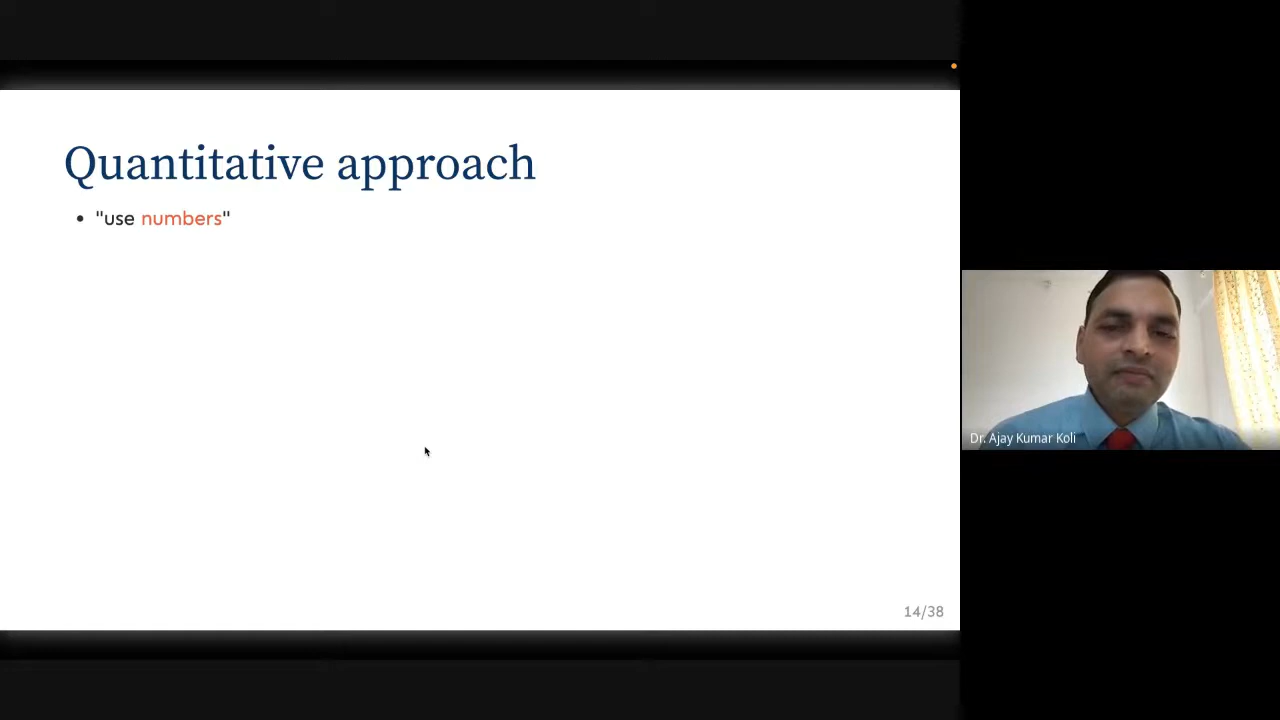 Quantitative approach
• "use numbers"
14/38
Dr. Ajay Kumar Koli